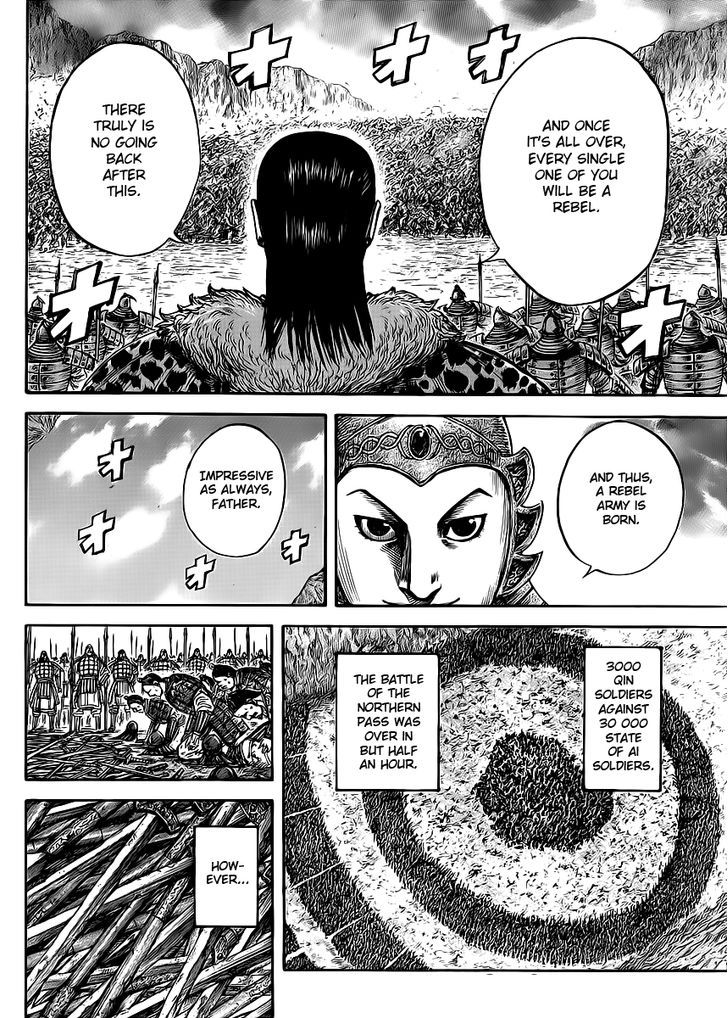 AND ONCE
IT'S ALL OVER,
EVERY SINGLE
ONE OF YOU
WILL BE A
REBEL.
THERE
TRULY IS
NO GOING
BACK
AFTER
THIS.
オ
オ
オ
オ
オ
AND THUS,
A REBEL
ARMY IS
BORN.
IMPRESSIVE
AS ALWAYS,
FATHER.
オ
オ
オ
オ
3000
QIN
SOLDIERS
AGAINST
30 000
STATE
OF AI
SOLDIERS.
THE BATTLE
OF THE
NORTHERN
PASS WAS
OVER IN
BUT HALF
AN HOUR.
HOW-
EVER...